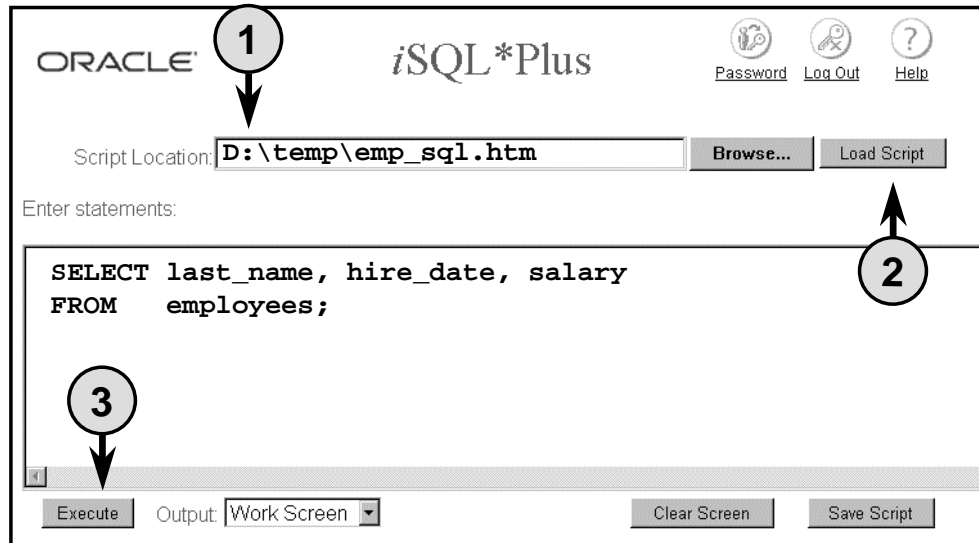 1
ORACLE
iSQL*Plus
Password Log Out Help
Script Location: D:\temp\emp_sql.htm Browse... Load Script
Enter statements:
2
SELECT last_name, hire_date, salary
FROM employees;
3
Execute Output: Work Screen Clear Screen Save Script